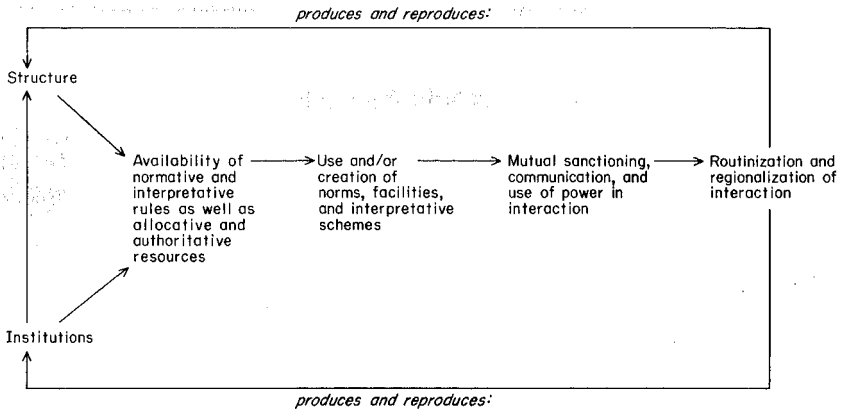 produces and reproduces:
Structure
Availability of
normative and
interpretative
rules as well as
allocative and
authoritative
resources
Use and/or
creation of
norms, facilities,
and interpretative
schemes
Mutual sanctioning,
communication, and
use of power in
interaction
Routinization and
regionalization of
interaction
Institutions
produces and reproduces: